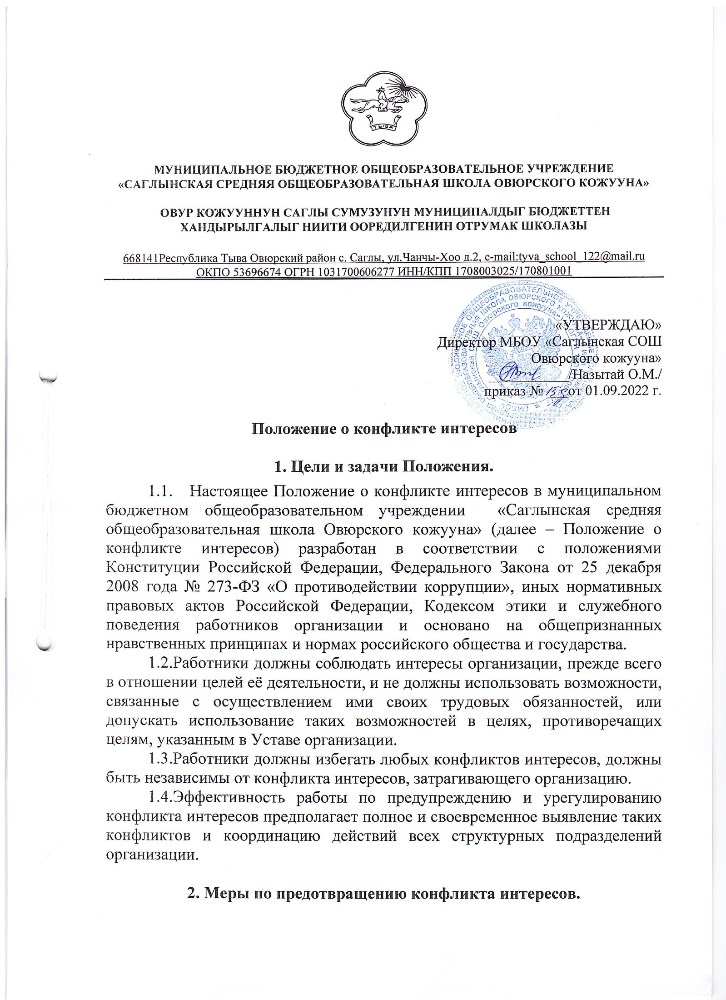 ТЫВА
МУНИЦИПАЛЬНОЕ БЮДЖЕТНОЕ ОБЩЕОБРАЗОВАТЕЛЬНОЕ УЧРЕЖДЕНИЕ
«САГЛЫНСКАЯ СРЕДНЯЯ ОБЩЕОБРАЗОВАТЕЛЬНАЯ ШКОЛА ОВЮРСКОГО КОЖУУНА»
ОВУР КОЖУУННУН САГЛЫ СУМУЗУНУН МУНИЦИПАЛДЫГ БЮДЖЕТТЕН
ХАНДЫРЫЛГАЛЫГ НИИТИ ООРЕДИЛГЕНИН ОТРУМАК ШКОЛАЗЫ
668141Республика Тыва Овюрский район с. Саглы, ул.Чанчы-Хоо д.2, e-mail:tyva_school_122@mail.ru
ОКПО 53696674 ОГРН 1031700606277 ИНН/КПП 1708003025/170801001
«УТВЕРЖДАЮ»
Директор МБОУ «Саглынская СОШ
Овюрского кожууна»
/Назытай О.М./
приказ № от 01.09.2022 г.
Положение о конфликте интересов
1. Цели и задачи Положения.
1.1. Настоящее Положение о конфликте интересов в муниципальном
бюджетном общеобразовательном учреждении «Саглынская средняя
общеобразовательная школа Овюрского кожууна» (далее – Положение о
конфликте интересов) разработан в соответствии с положениями
Конституции Российской Федерации, Федерального Закона от 25 декабря
2008 года № 273-ФЗ «О противодействии коррупции», иных нормативных
правовых актов Российской Федерации, Кодексом этики и служебного
поведения работников организации и основано на общепризнанных
нравственных принципах и нормах российского общества и государства.
1.2.Работники должны соблюдать интересы организации, прежде всего
в отношении целей её деятельности, и не должны использовать возможности,
связанные с осуществлением ими своих трудовых обязанностей, или
допускать использование таких возможностей в целях, противоречащих
целям, указанным в Уставе организации.
1.3.Работники должны избегать любых конфликтов интересов, должны
быть независимы от конфликта интересов, затрагивающего организацию.
1.4.Эффективность работы по предупреждению и урегулированию
конфликта интересов предполагает полное и своевременное выявление таких
конфликтов и координацию действий всех структурных подразделений
организации.
2. Меры по предотвращению конфликта интересов.